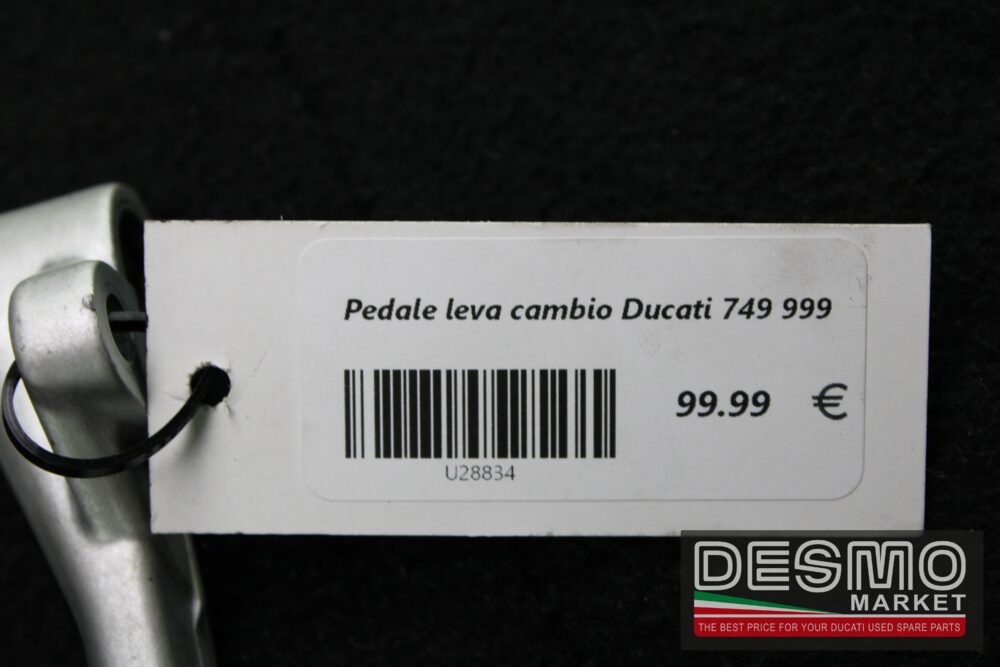 Pedale leva cambio Ducati 749 999
99.99 €
U28834
DESMO
MARKET
THE BEST PRICE FOR YOUR DUCATI USED SPARE PARTS